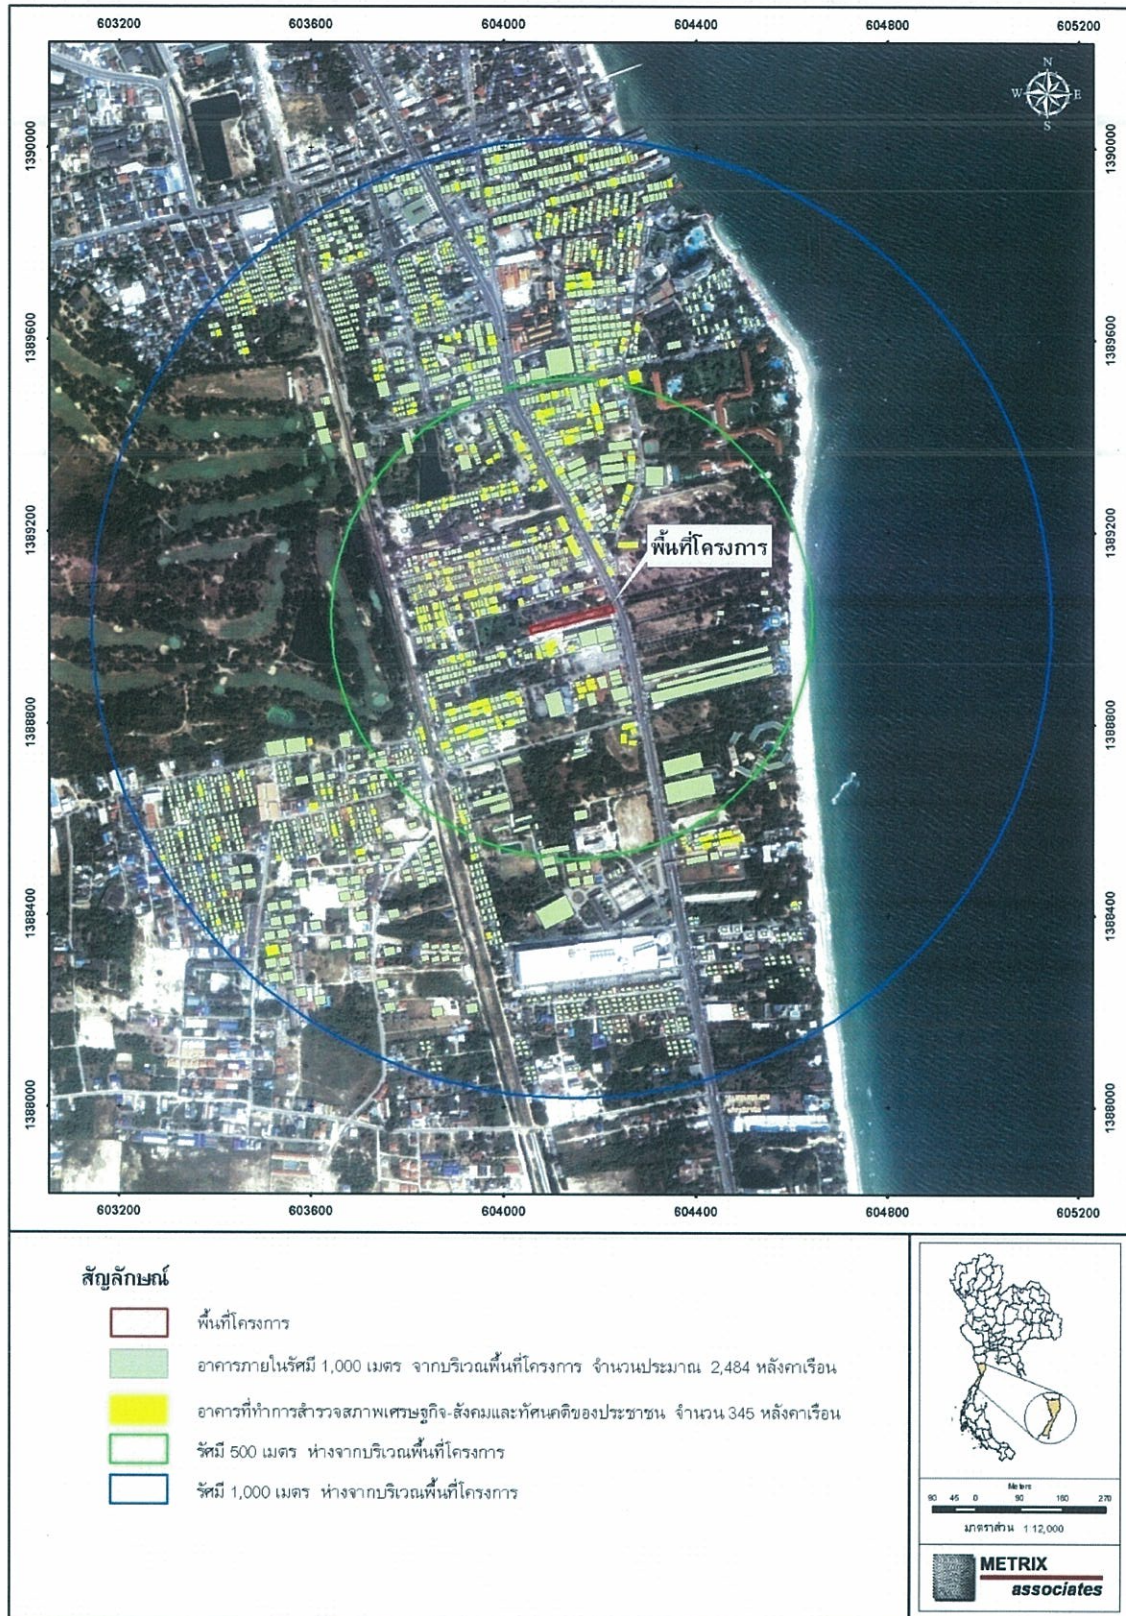 603200 603600 604000 604400 604800 605200
N
W E
S
1390000 1390000
1389600 1389600
1389200 1389200
พื้นที่โครงการ
1388800 1388800
1388400 1388400
1388000 1388000
603200 603600 604000 604400 604800 605200
สัญลักษณ์
พื้นที่โครงการ
อาคารภายในรัศมี 1,000 เมตร จากบริเวณพื้นที่โครงการ จำนวนประมาณ 2,484 หลังคาเรือน
อาคารที่ทำการสำรวจสภาพเศรษฐกิจ-สังคมและทัศนคติของประชาชน จำนวน 345 หลังคาเรือน
รัศมี 500 เมตร ห่างจากบริเวณพื้นที่โครงการ
รัศมี 1,000 เมตร ห่างจากบริเวณพื้นที่โครงการ
Meters
90 45 0 90 180 270
มาตราส่วน 1:12,000
METRIX
associates